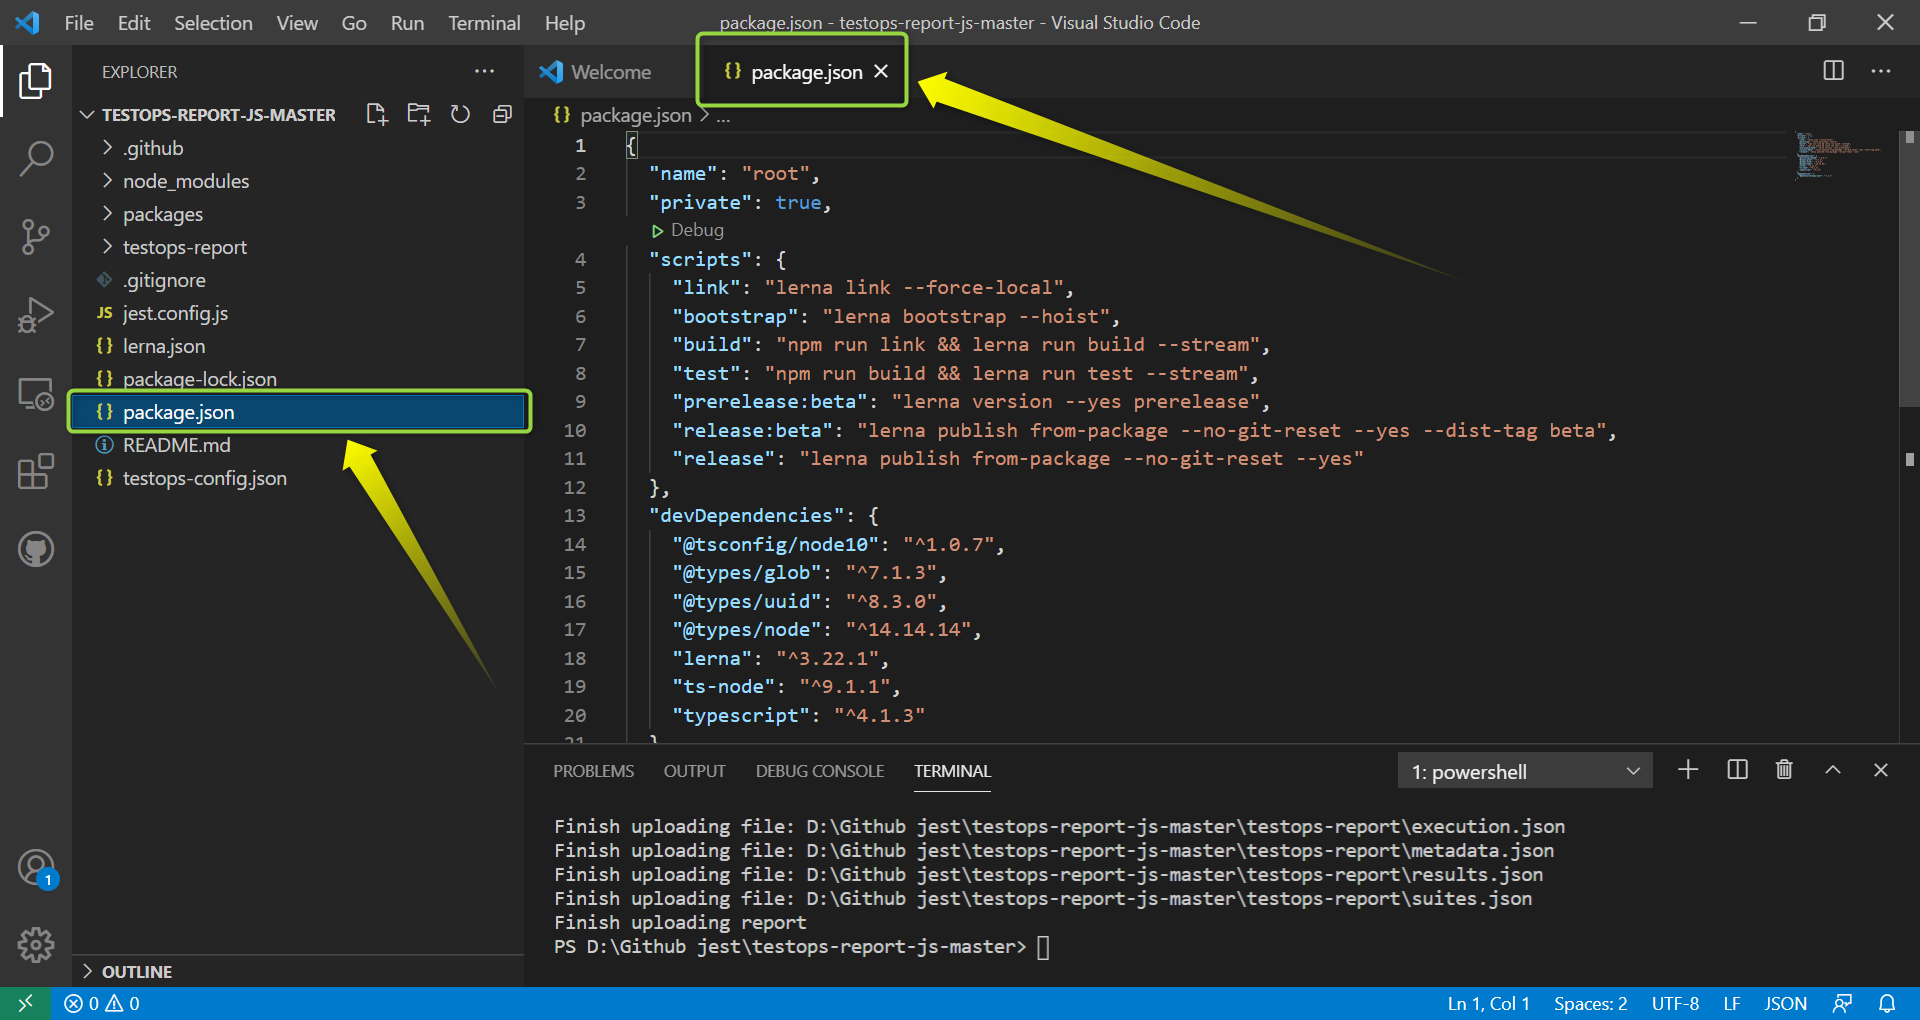 File Edit Selection View Go Run Terminal Help
package.json - testops-report-js-master - Visual Studio Code
EXPLORER
TESTOPS-REPORT-JS-MASTER
.github
node_modules
packages
testops-report
.gitignore
JS jest.config.js
{} lerna.json
{} package-lock.json
{} package.json
README.md
{} testops-config.json
OUTLINE
Welcome
{} package.json
{} package.json > ...
1 {
2 "name": "root",
3 "private": true,
Debug
4 "scripts": {
5 "link": "lerna link --force-local",
6 "bootstrap": "lerna bootstrap --hoist",
7 "build": "npm run link && lerna run build --stream",
8 "test": "npm run build && lerna run test --stream",
9 "prerelease:beta": "lerna version --yes prerelease",
10 "release:beta": "lerna publish from-package --no-git-reset --yes --dist-tag beta",
11 "release": "lerna publish from-package --no-git-reset --yes"
12 },
13 "devDependencies": {
14 "@tsconfig/node10": "^1.0.7",
15 "@types/glob": "^7.1.3",
16 "@types/uuid": "^8.3.0",
17 "@types/node": "^14.14.14",
18 "lerna": "^3.22.1",
19 "ts-node": "^9.1.1",
20 "typescript": "^4.1.3"
21 }
PROBLEMS OUTPUT DEBUG CONSOLE TERMINAL
1: powershell
Finish uploading file: D:\Github jest\testops-report-js-master\testops-report\execution.json
Finish uploading file: D:\Github jest\testops-report-js-master\testops-report\metadata.json
Finish uploading file: D:\Github jest\testops-report-js-master\testops-report\results.json
Finish uploading file: D:\Github jest\testops-report-js-master\testops-report\suites.json
Finish uploading report
PS D:\Github jest\testops-report-js-master>
1
0 0
Ln 1, Col 1 Spaces: 2 UTF-8 LF JSON